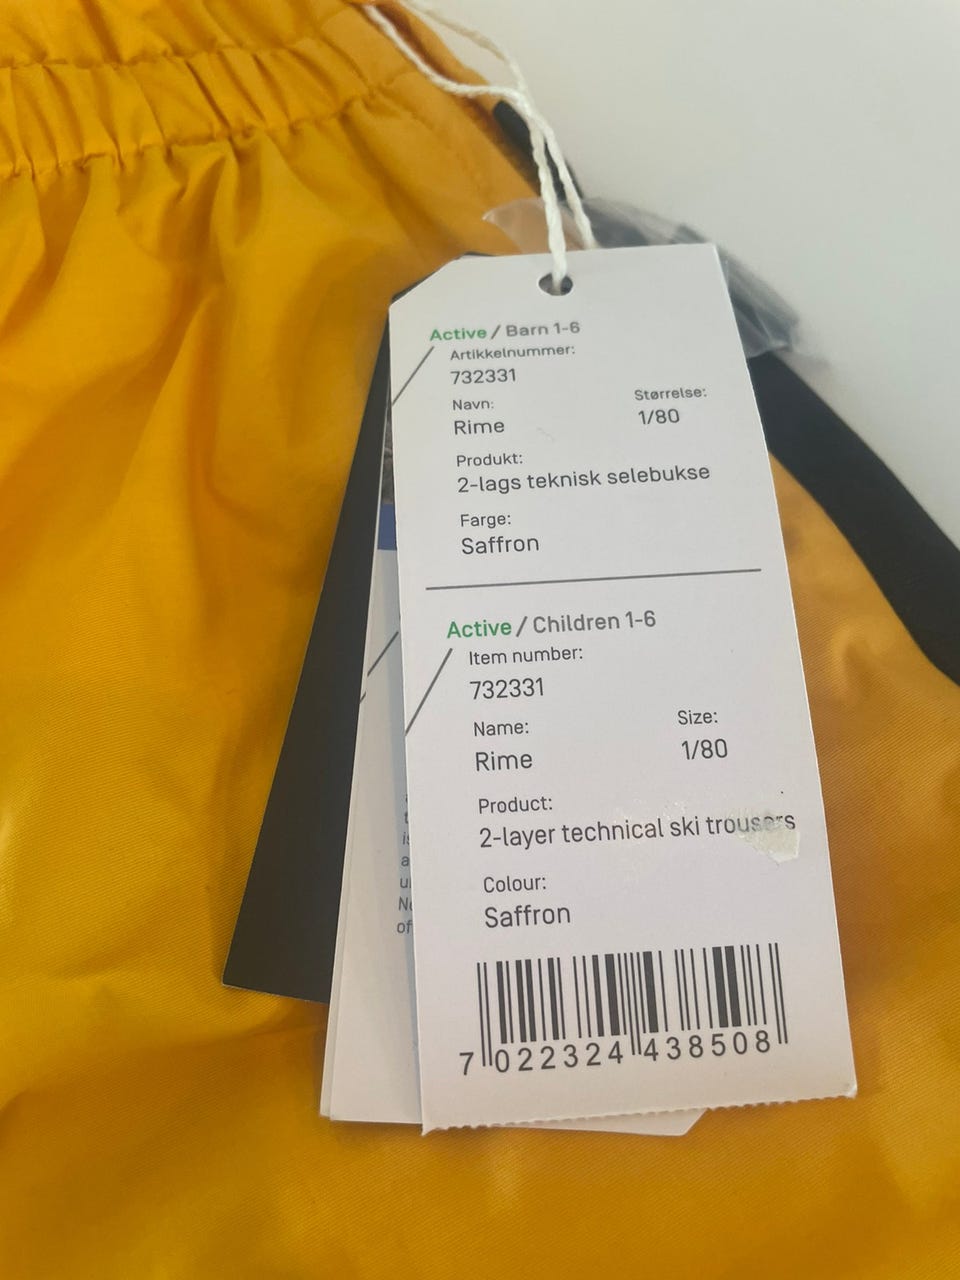 Active / Barn 1-6
Artikkelnummer:
732331
Navn:
Rime
Størrelse:
1/80
Produkt:
2-lags teknisk selebukse
Farge:
Saffron
Active / Children 1-6
Item number:
732331
Name:
Rime
Size:
1/80
Product:
2-layer technical ski trousers
Colour:
Saffron
7 022324 438508
of